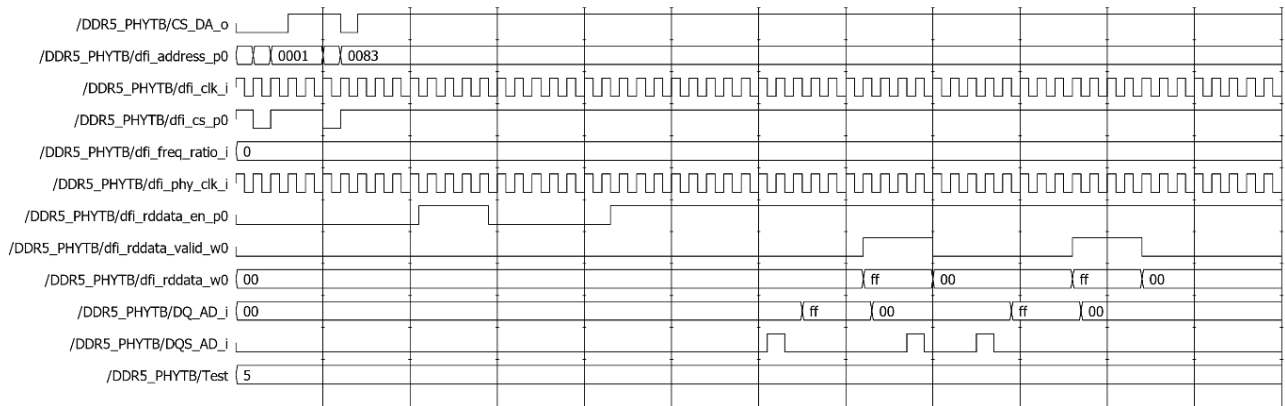 /DDR5_PHYTB/CS_DA_o
/DDR5_PHYTB/dfi_address_p0 0001 0083
/DDR5_PHYTB/dfi_clk_i
/DDR5_PHYTB/dfi_cs_p0
/DDR5_PHYTB/dfi_freq_ratio_i 0
/DDR5_PHYTB/dfi_phy_clk_i
/DDR5_PHYTB/dfi_rddata_en_p0
/DDR5_PHYTB/dfi_rddata_valid_w0
/DDR5_PHYTB/dfi_rddata_w0 00 ff 00 ff 00
/DDR5_PHYTB/DQ_AD_i 00 ff 00 ff 00
/DDR5_PHYTB/DQS_AD_i
/DDR5_PHYTB/Test 5